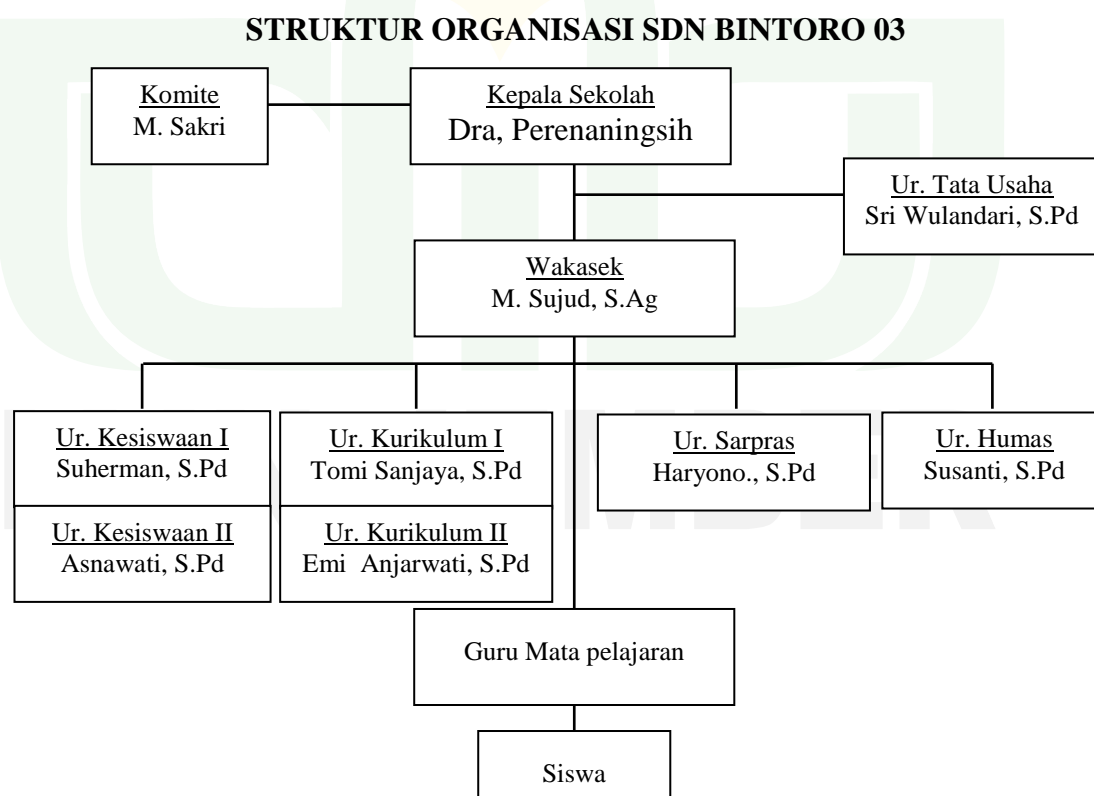 STRUKTUR ORGANISASI SDN BINTORO 03
Komite
M. Sakri
Kepala Sekolah
Dra, Perenaningsih
Ur. Tata Usaha
Sri Wulandari, S.Pd
Wakasek
M. Sujud, S.Ag
Ur. Kesiswaan I
Suherman, S.Pd
Ur. Kurikulum I
Tomi Sanjaya, S.Pd
Ur. Sarpras
Haryono., S.Pd
Ur. Humas
Susanti, S.Pd
Ur. Kesiswaan II
Asnawati, S.Pd
Ur. Kurikulum II
Emi Anjarwati, S.Pd
Guru Mata pelajaran
Siswa